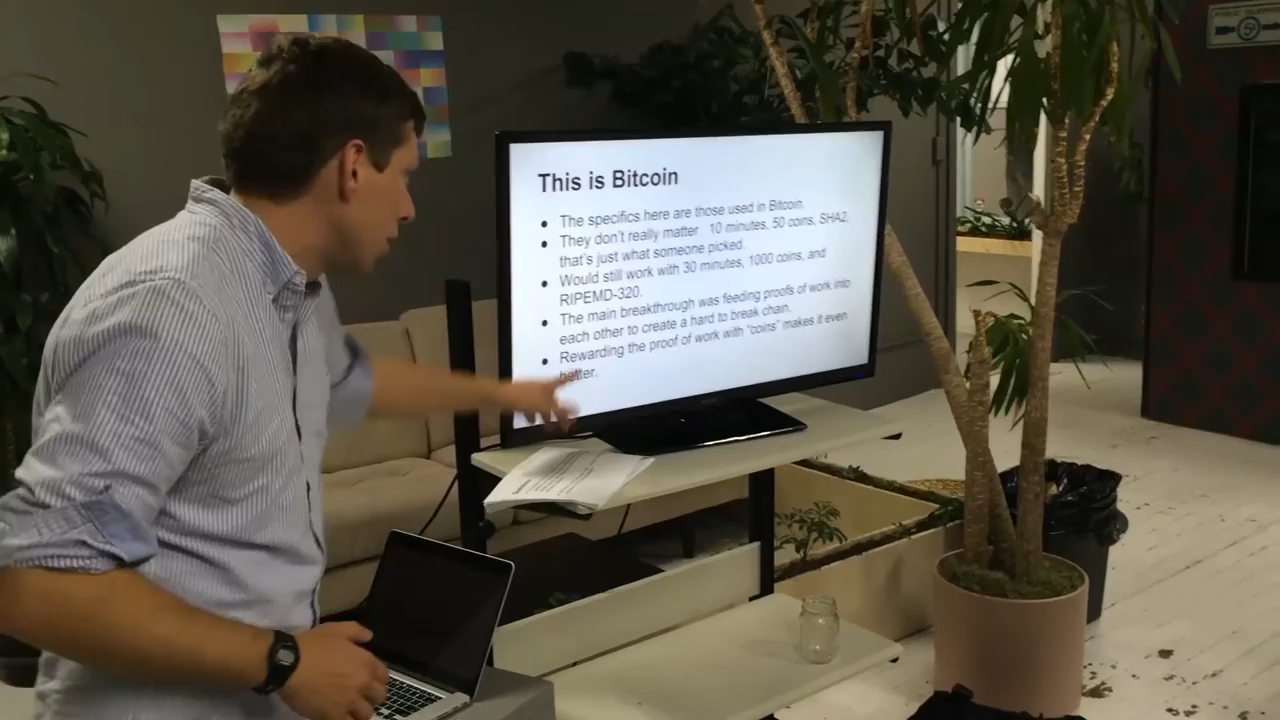 This is Bitcoin
The specifics here are those used in Bitcoin.
They don't really matter 10 minutes, 50 coins, SHA2,
that's just what someone picked.
Would still work with 30 minutes, 1000 coins, and
RIPEMD-320.
The main breakthrough was feeding proofs of work into
each other to create a hard to break chain.
Rewarding the proof of work with "coins" makes it even
better.
PUBLIC TELEPHONE